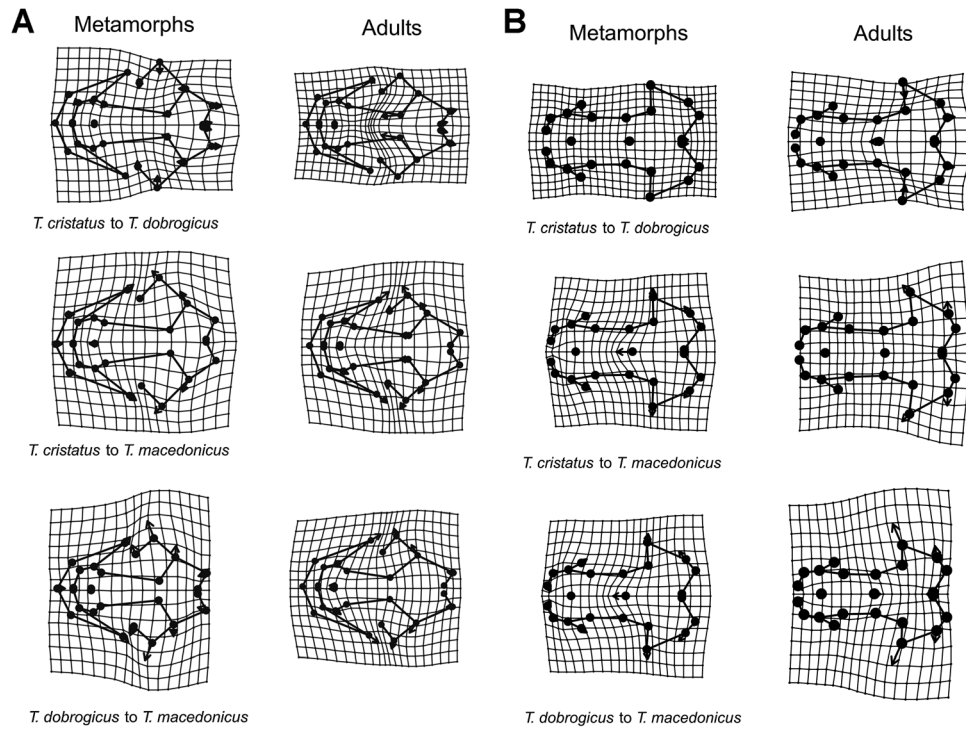 A
Metamorphs
Adults
B
Metamorphs
Adults
T. cristatus to T. dobrogicus
T. cristatus to T. dobrogicus
T. cristatus to T. macedonicus
T. cristatus to T. macedonicus
T. dobrogicus to T. macedonicus
T. dobrogicus to T. macedonicus